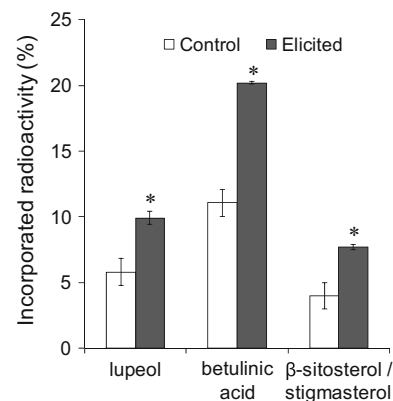 Incorporated radioactivity (%)
25
20
15
10
5
0
Control Elicited
*
*
*
lupeol
betulinic acid
β-sitosterol / stigmasterol